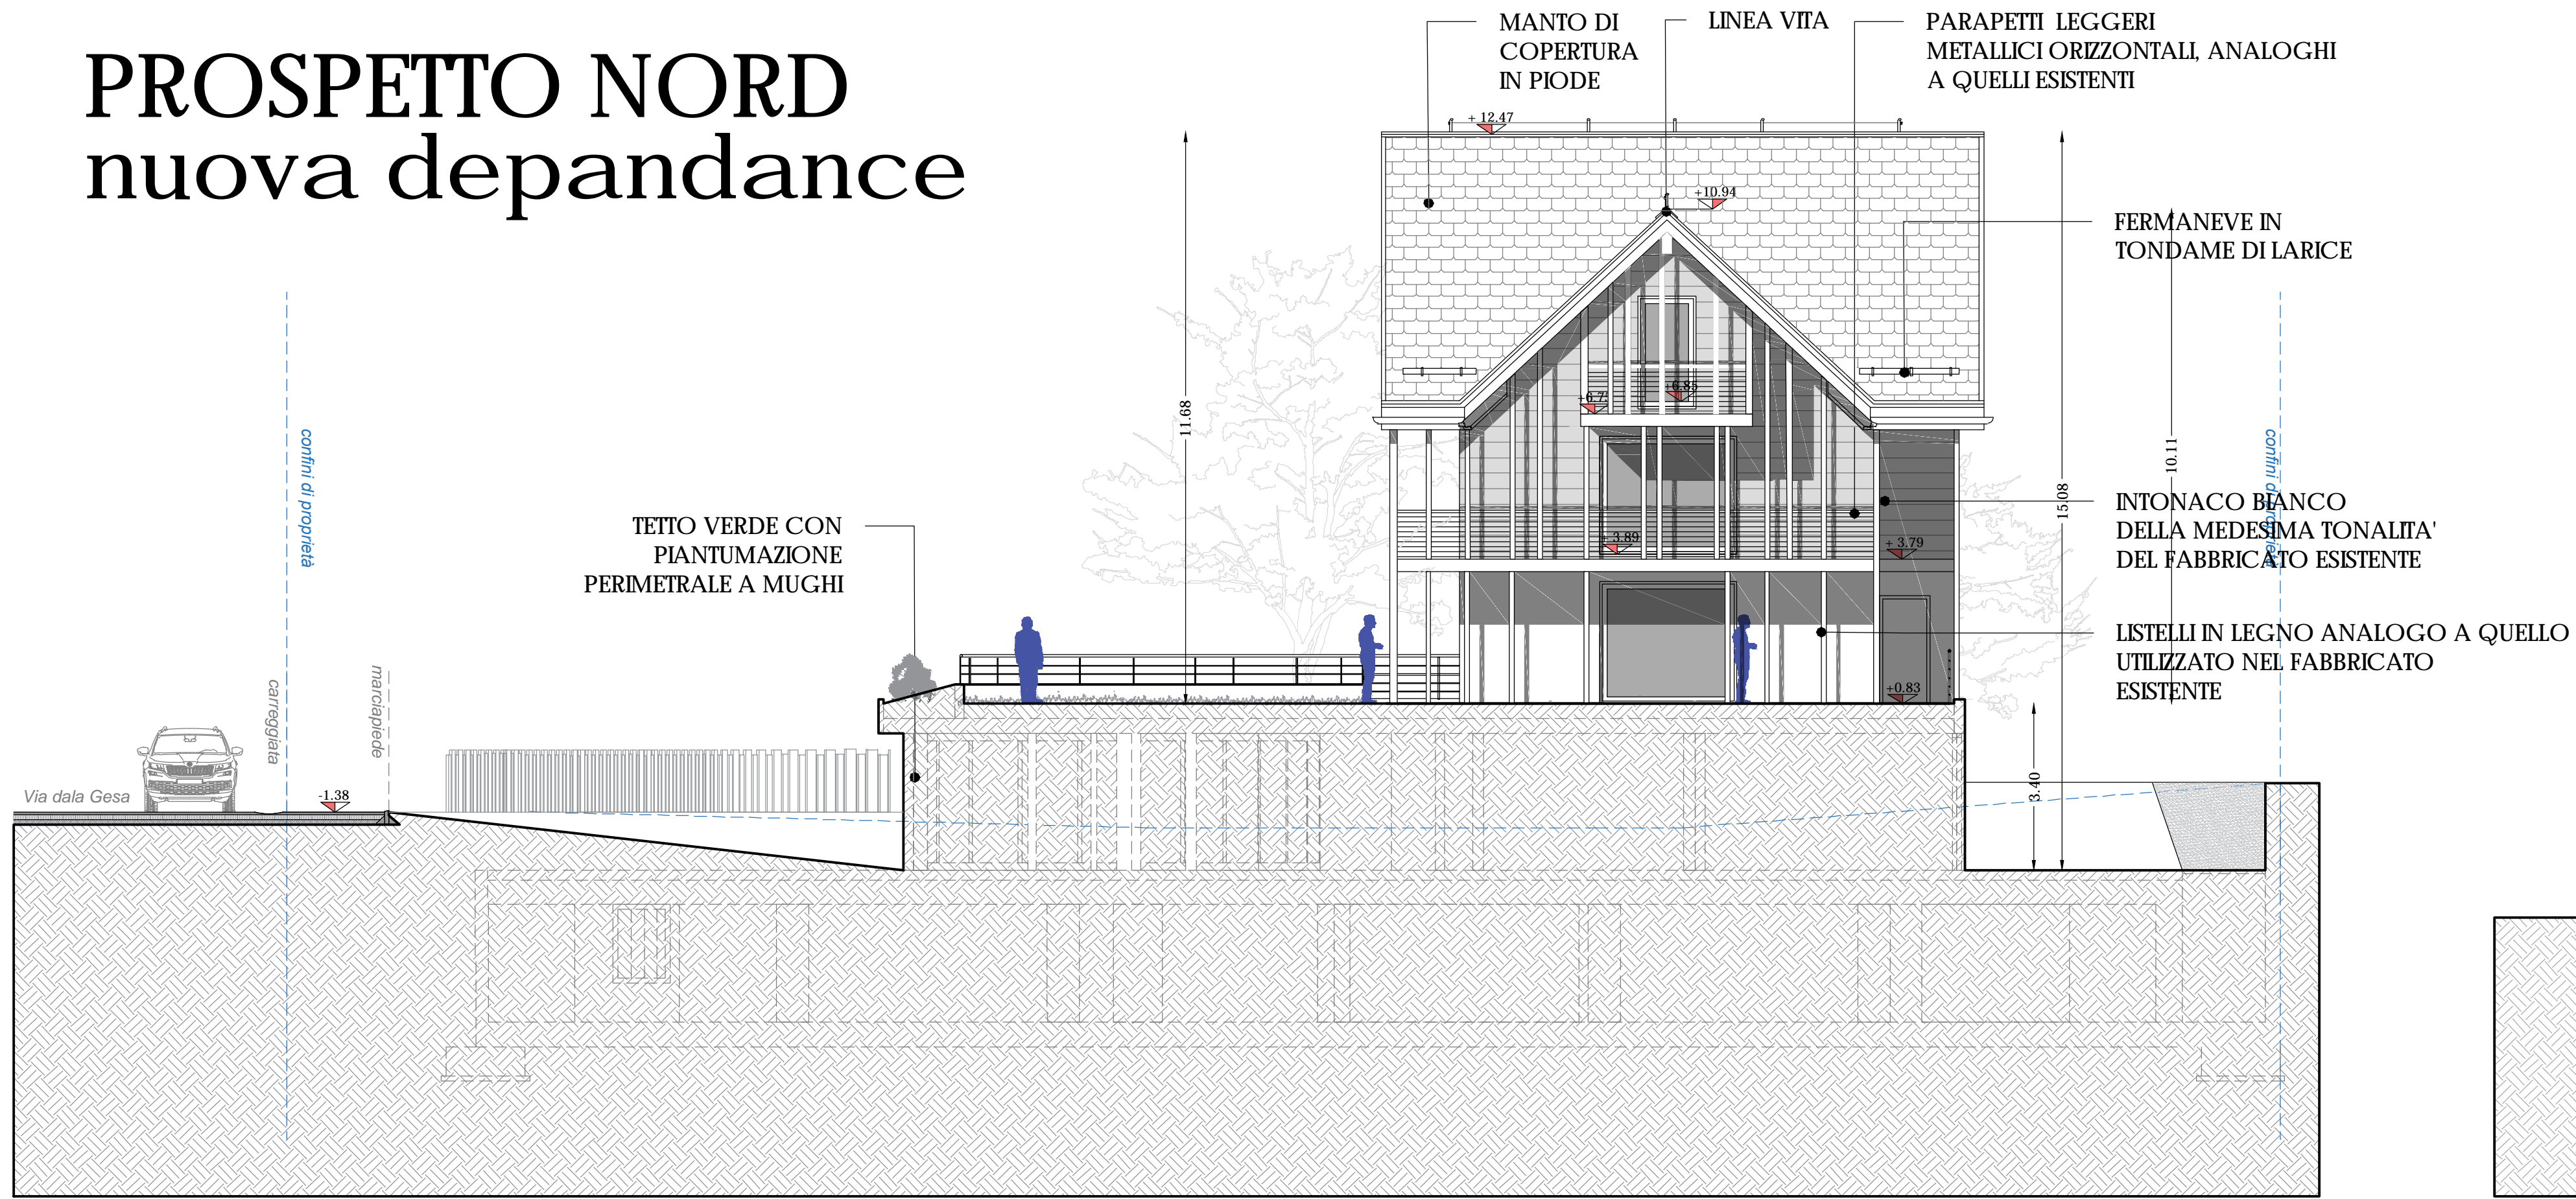 PROSPETTO NORD
nuova depandance
MANTO DI
COPERTURA
IN PIODE
LINEA VITA
PARAPETTI LEGGERI
METALLICI ORIZZONTALI, ANALOGHI
A QUELLI ESISTENTI
+ 12.47
+10.94
FERMANEVE IN
TONDAME DI LARICE
+6.85
11.68
10.11
15.08
confini di proprietà
confini di proprietà
INTONACO BIANCO
DELLA MEDESIMA TONALITA'
DEL FABBRICATO ESISTENTE
TETTO VERDE CON
PIANTUMAZIONE
PERIMETRALE A MUGHI
+ 3.89
+ 3.79
LISTELLI IN LEGNO ANALOGO A QUELLO
UTILIZZATO NEL FABBRICATO
ESISTENTE
+0.83
carreggiata
marciapiede
Via dala Gesa
-1.38
3.40